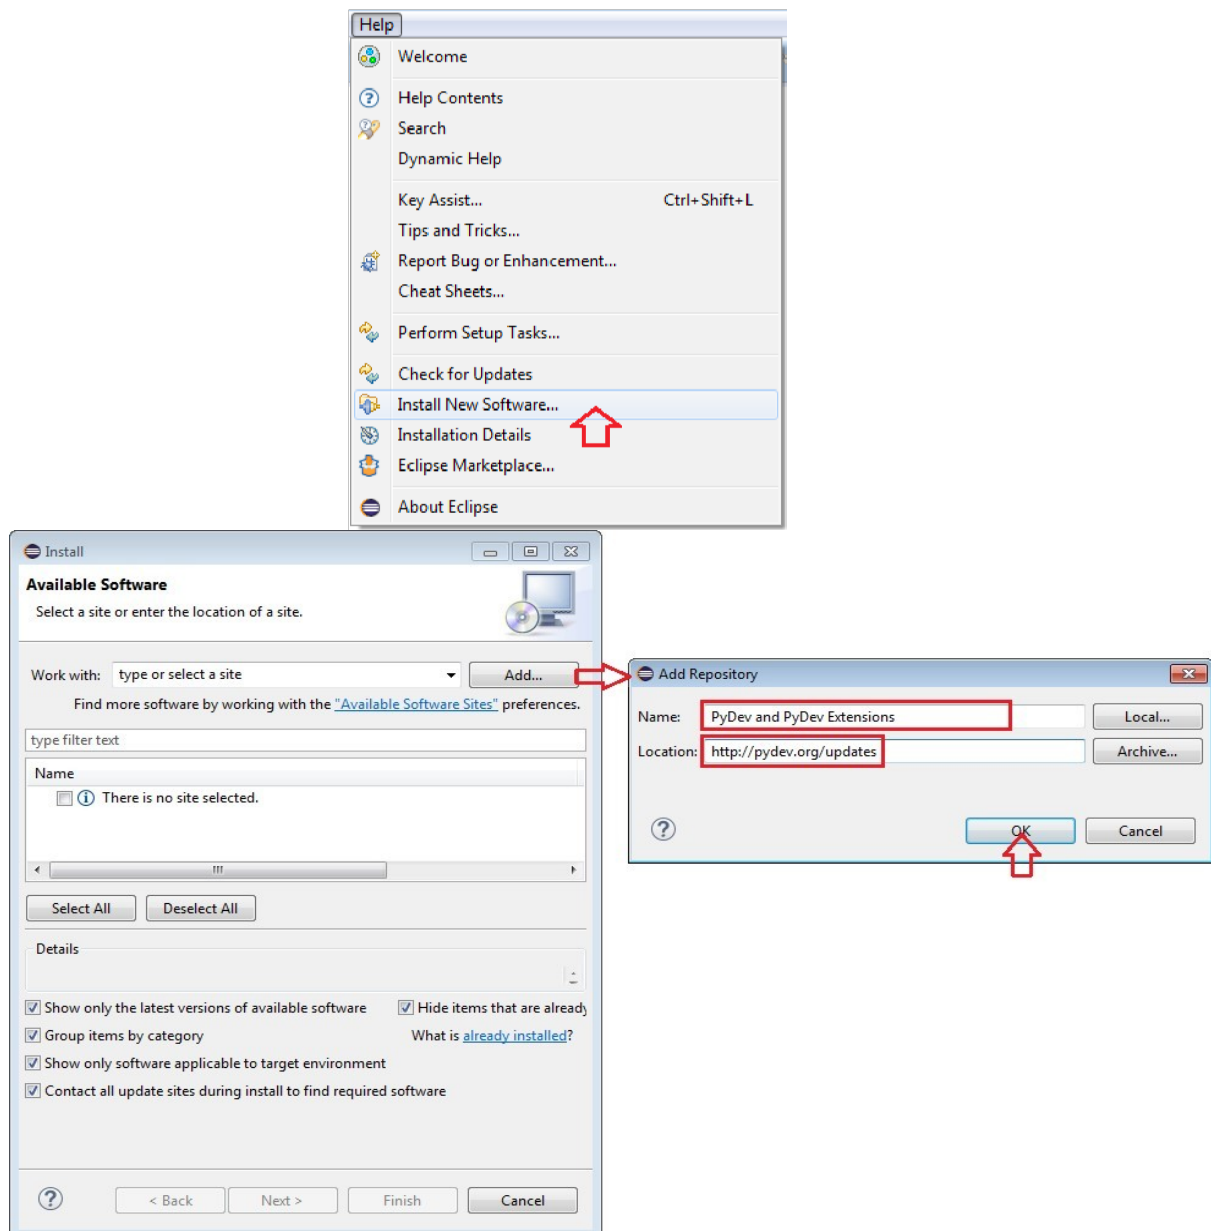 Help
Welcome
Help Contents
Search
Dynamic Help
Key Assist... Ctrl+Shift+L
Tips and Tricks...
Report Bug or Enhancement...
Cheat Sheets...
Perform Setup Tasks...
Check for Updates
Install New Software...
Installation Details
Eclipse Marketplace...
About Eclipse
Install
Available Software
Select a site or enter the location of a site.
Work with: type or select a site Add...
Find more software by working with the "Available Software Sites" preferences.
type filter text
Name
There is no site selected.
Select All Deselect All
Details
Show only the latest versions of available software Hide items that are already
Group items by category What is already installed?
Show only software applicable to target environment
Contact all update sites during install to find required software
< Back Next > Finish Cancel
Add Repository
Name: PyDev and PyDev Extensions Local...
Location: http://pydev.org/updates Archive...
OK Cancel